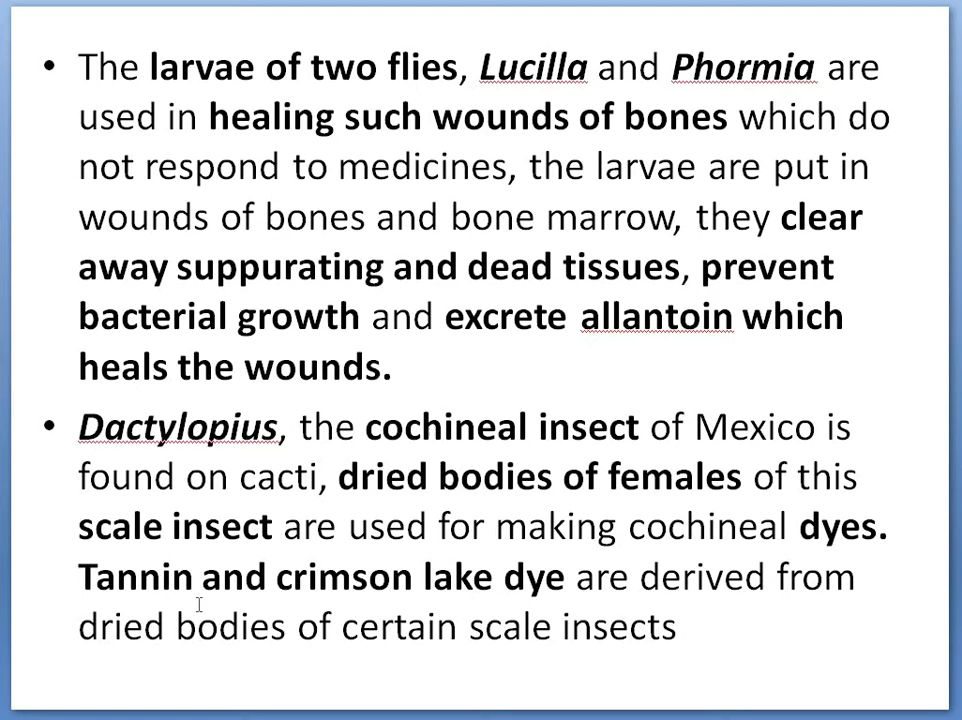 • The larvae of two flies, Lucilla and Phormia are
used in healing such wounds of bones which do
not respond to medicines, the larvae are put in
wounds of bones and bone marrow, they clear
away suppurating and dead tissues, prevent
bacterial growth and excrete allantoin which
heals the wounds.
• Dactylopius, the cochineal insect of Mexico is
found on cacti, dried bodies of females of this
scale insect are used for making cochineal dyes.
Tannin and crimson lake dye are derived from
dried bodies of certain scale insects